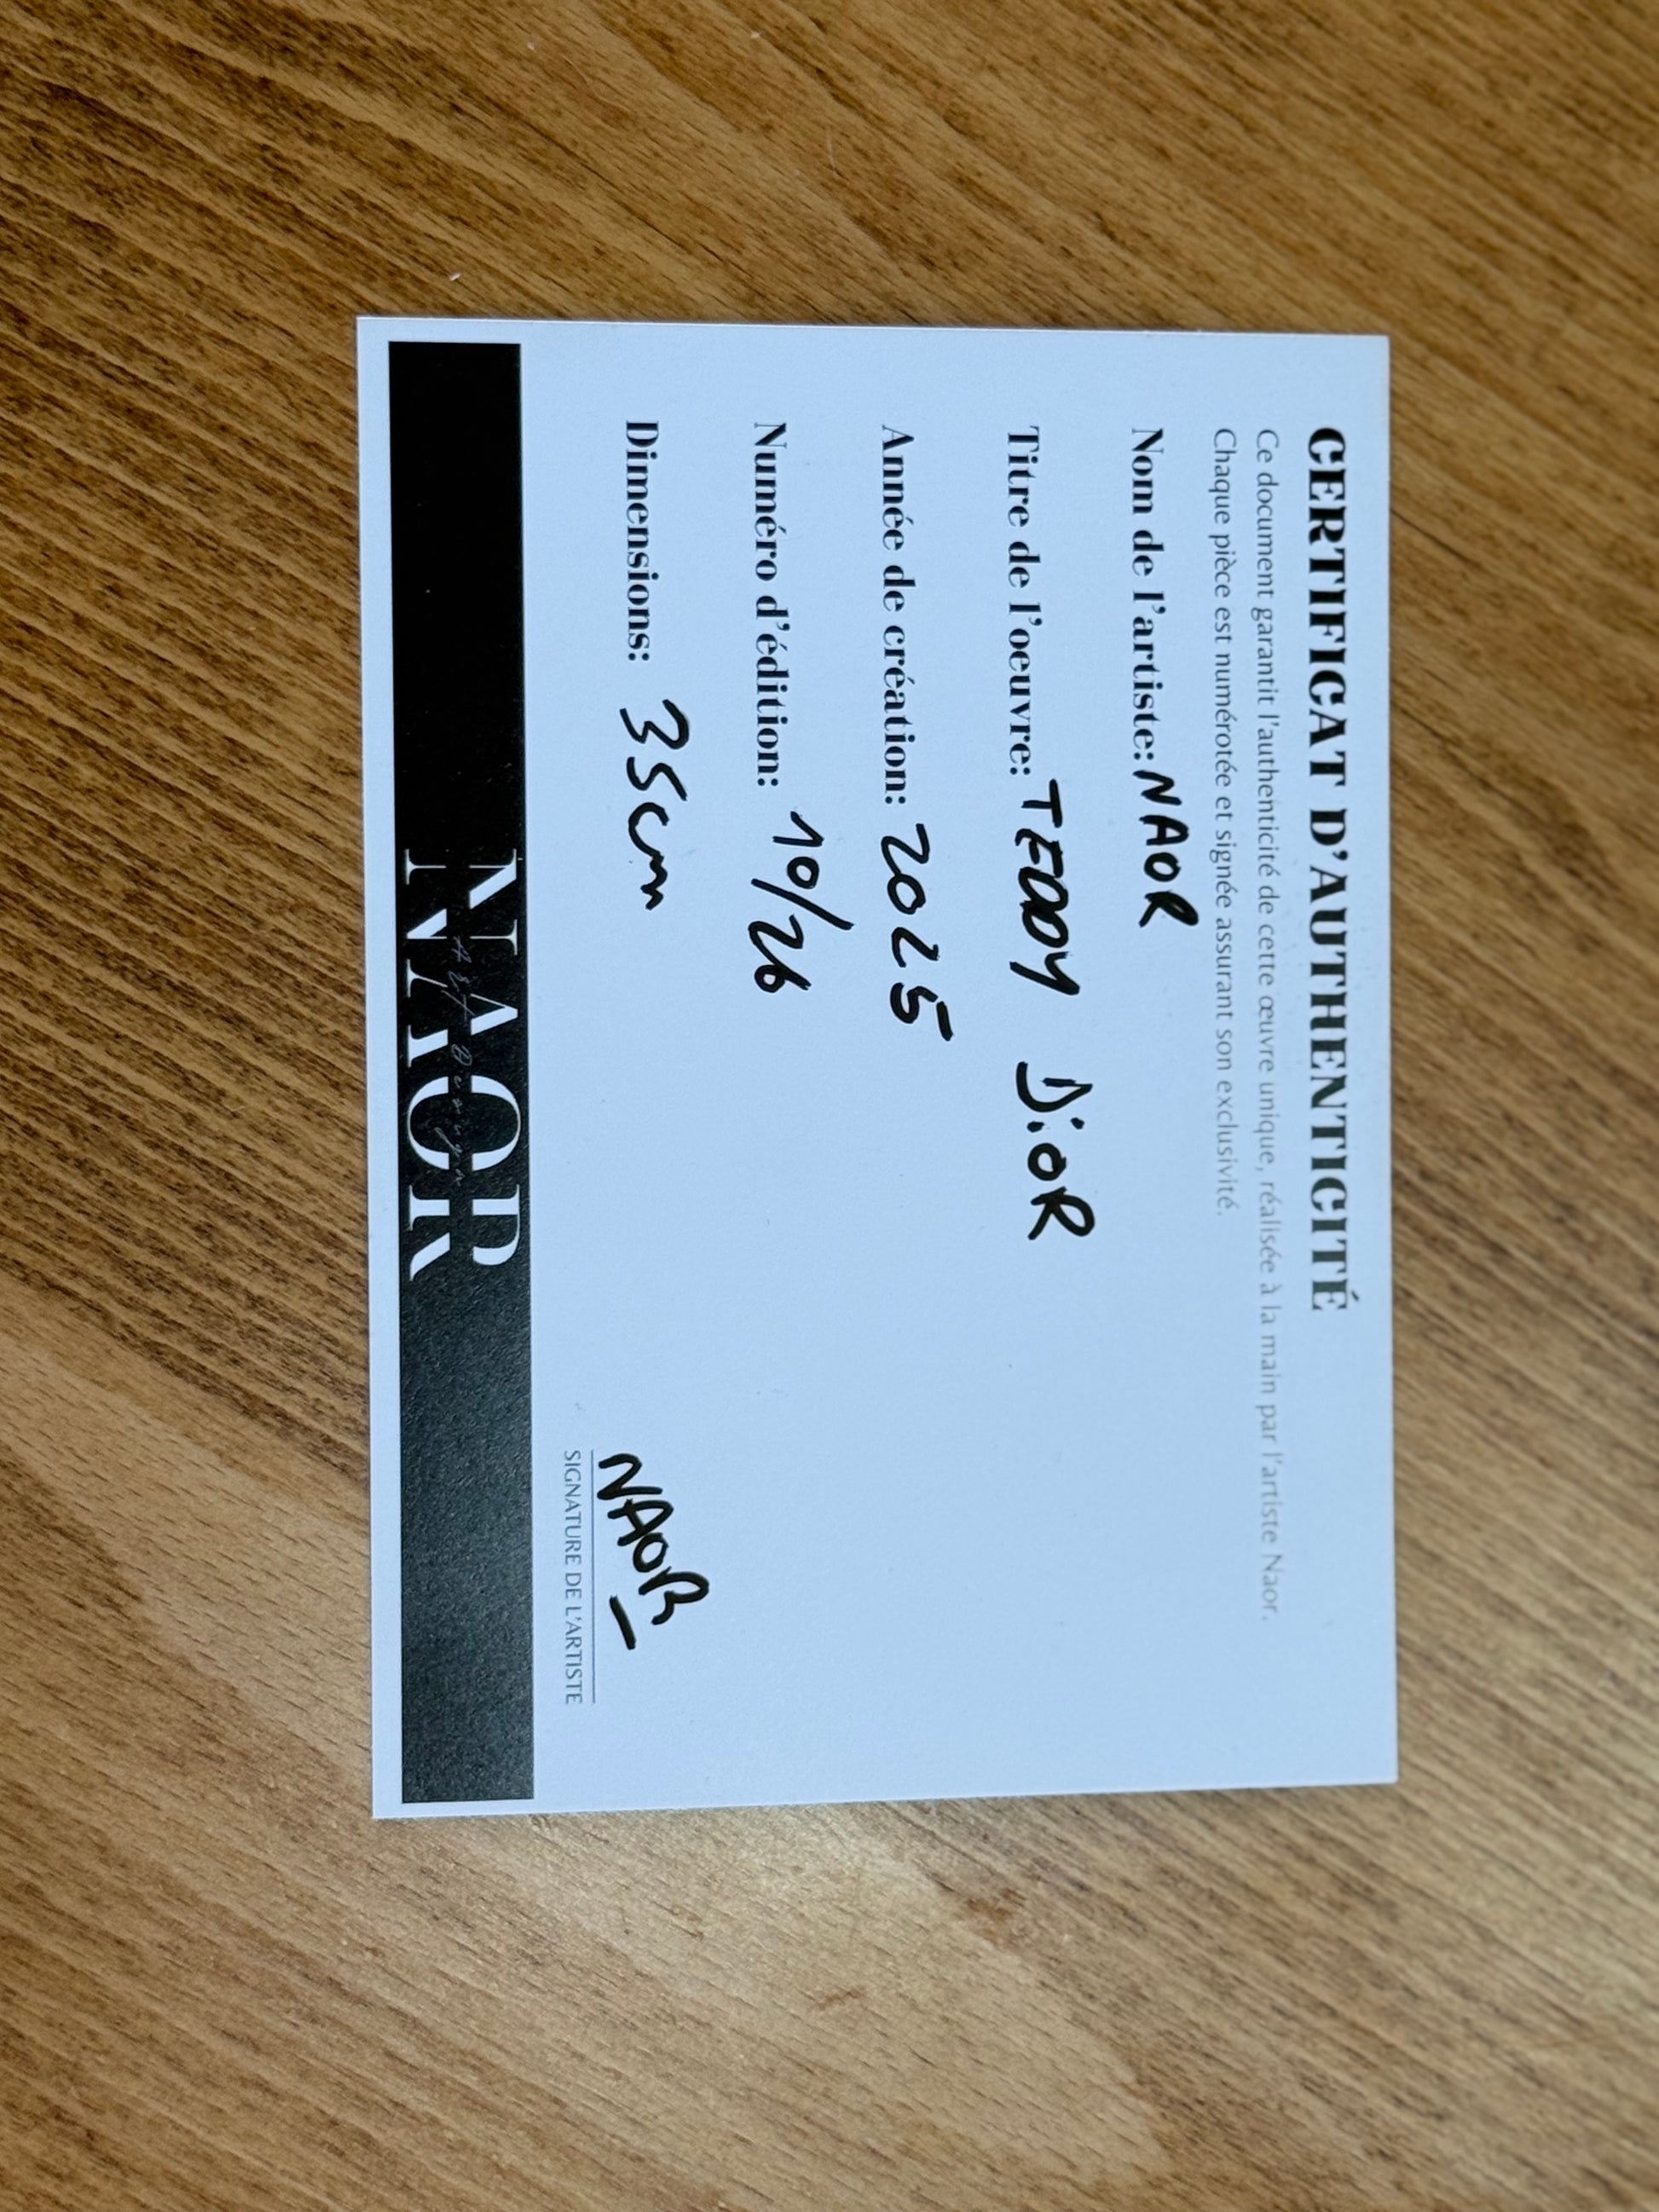 CERTIFICAT D'AUTHENTICITÉ
Ce document garantit l'authenticité de cette œuvre unique, réalisée à la main par l'artiste Naor.
Chaque pièce est numérotée et signée assurant son exclusivité.
Nom de l'artiste: NAOR
Titre de l'oeuvre: TEDDY DiOR
Année de création: 2025
Numéro d'édition: 10/26
Dimensions: 35cm
NAOR
SIGNATURE DE L'ARTISTE
NAOR